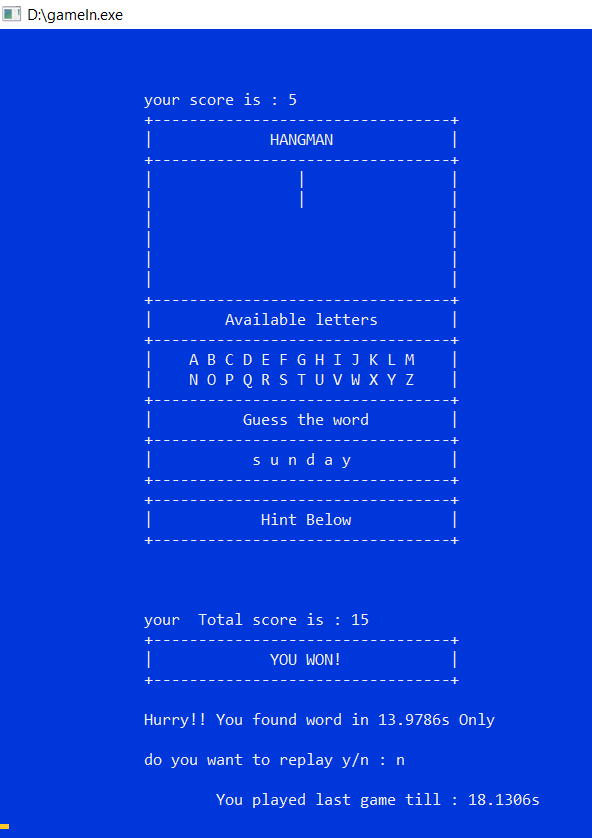 D:\gameIn.exe
your score is : 5
+---------------------------------+
|             HANGMAN             |
+---------------------------------+
|                |                |
|                |                |
|                                 |
|                                 |
|                                 |
|                                 |
+---------------------------------+
|        Available letters        |
+---------------------------------+
|    A B C D E F G H I J K L M    |
|    N O P Q R S T U V W X Y Z    |
+---------------------------------+
|          Guess the word         |
+---------------------------------+
|           s u n d a y           |
+---------------------------------+
+---------------------------------+
|            Hint Below           |
+---------------------------------+
your  Total score is : 15
+---------------------------------+
|             YOU WON!            |
+---------------------------------+
Hurry!! You found word in 13.9786s Only
do you want to replay y/n : n
You played last game till : 18.1306s